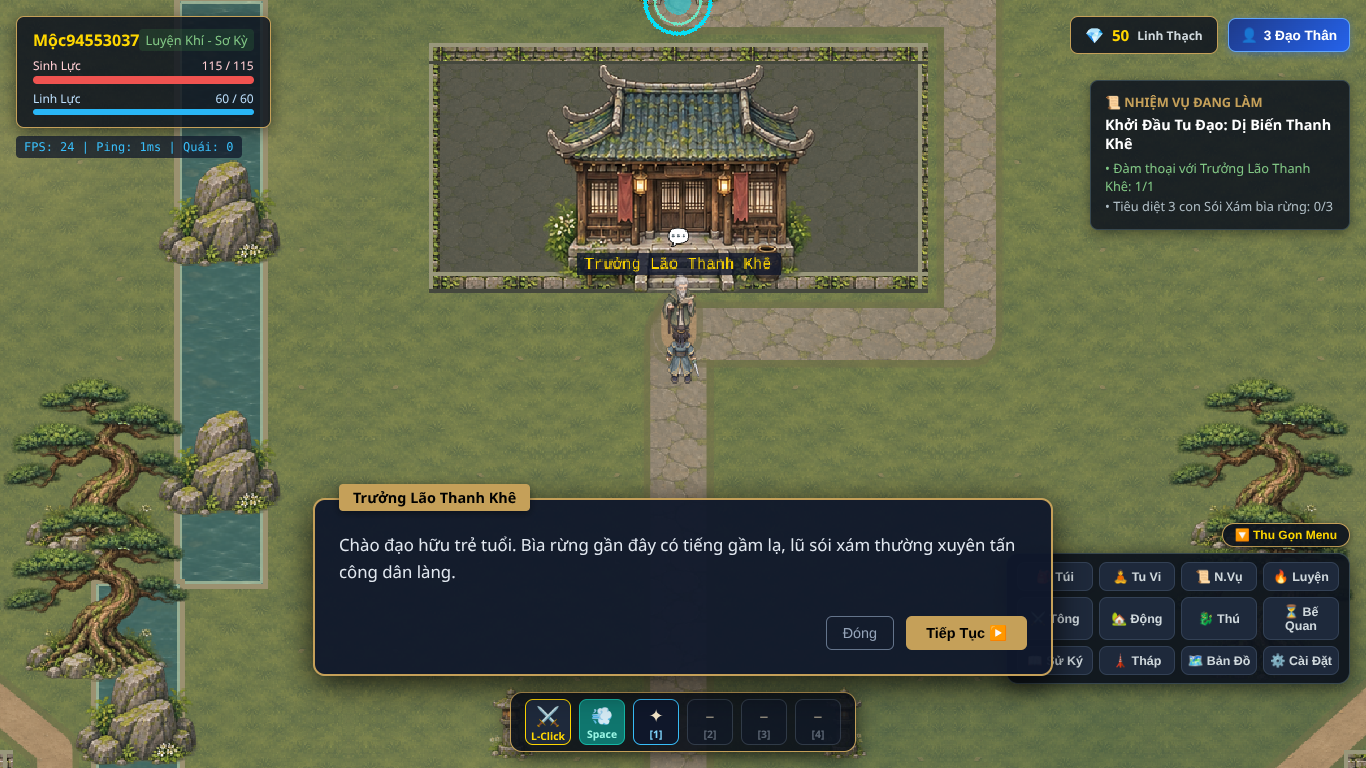 Mộc94553037 Luyện Khí - Sơ Kỳ
Sinh Lực 115 / 115
Linh Lực 60 / 60
FPS: 24 | Ping: 1ms | Quái: 0
50 Linh Thạch
3 Đạo Thân
NHIỆM VỤ ĐANG LÀM
Khởi Đầu Tu Đạo: Dị Biến Thanh
Khê
• Đàm thoại với Trưởng Lão Thanh
Khê: 1/1
• Tiêu diệt 3 con Sói Xám bìa rừng: 0/3
Trưởng Lão Thanh Khê
Trưởng Lão Thanh Khê
Chào đạo hữu trẻ tuổi. Bìa rừng gần đây có tiếng gầm lạ, lũ sói xám thường xuyên tấn
công dân làng.
Đóng
Tiếp Tục
Thu Gọn Menu
Túi Tu Vi N.Vụ Luyện
Tông Động Thú Bế
Quan
Sử Ký Tháp Bản Đồ Cài Đặt
L-Click Space [1] [2] [3] [4]